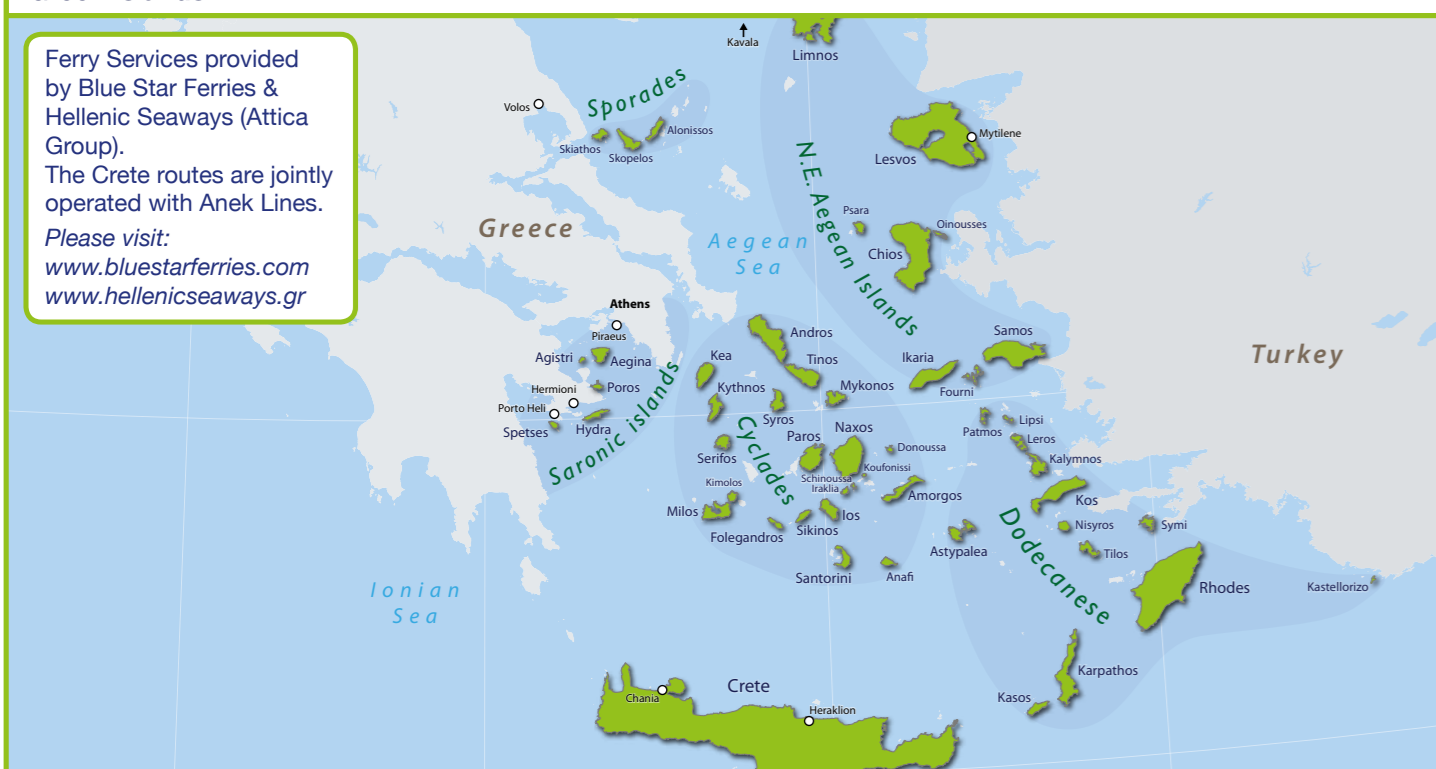 Ferry Services provided
by Blue Star Ferries &
Hellenic Seaways (Attica
Group).
The Crete routes are jointly
operated with Anek Lines.
Please visit:
www.bluestarferries.com
www.hellenicseaways.gr
Kavala
Limnos
Volos
Sporades
Skiathos
Skopelos
Alonissos
Mytilene
Lesvos
N.E. Aegean Islands
Greece
Aegean
Sea
Psara
Oinousses
Chios
Athens
Piraeus
Agistri
Aegina
Hermioni
Poros
Porto Heli
Spetses
Hydra
Saronic islands
Andros
Tinos
Kea
Kythnos
Mykonos
Syros
Cyclades
Paros
Naxos
Serifos
Donoussa
Koufonissi
Schinoussa
Iraklia
Kimolos
Milos
Amorgos
Ios
Sikinos
Folegandros
Santorini
Anafi
Astypalea
Samos
Ikaria
Fourni
Turkey
Patmos
Lipsi
Leros
Kalymnos
Kos
Nisyros
Symi
Tilos
Dodecanese
Rhodes
Kastellorizo
Karpathos
Kasos
Ionian
Sea
Crete
Chania
Heraklion